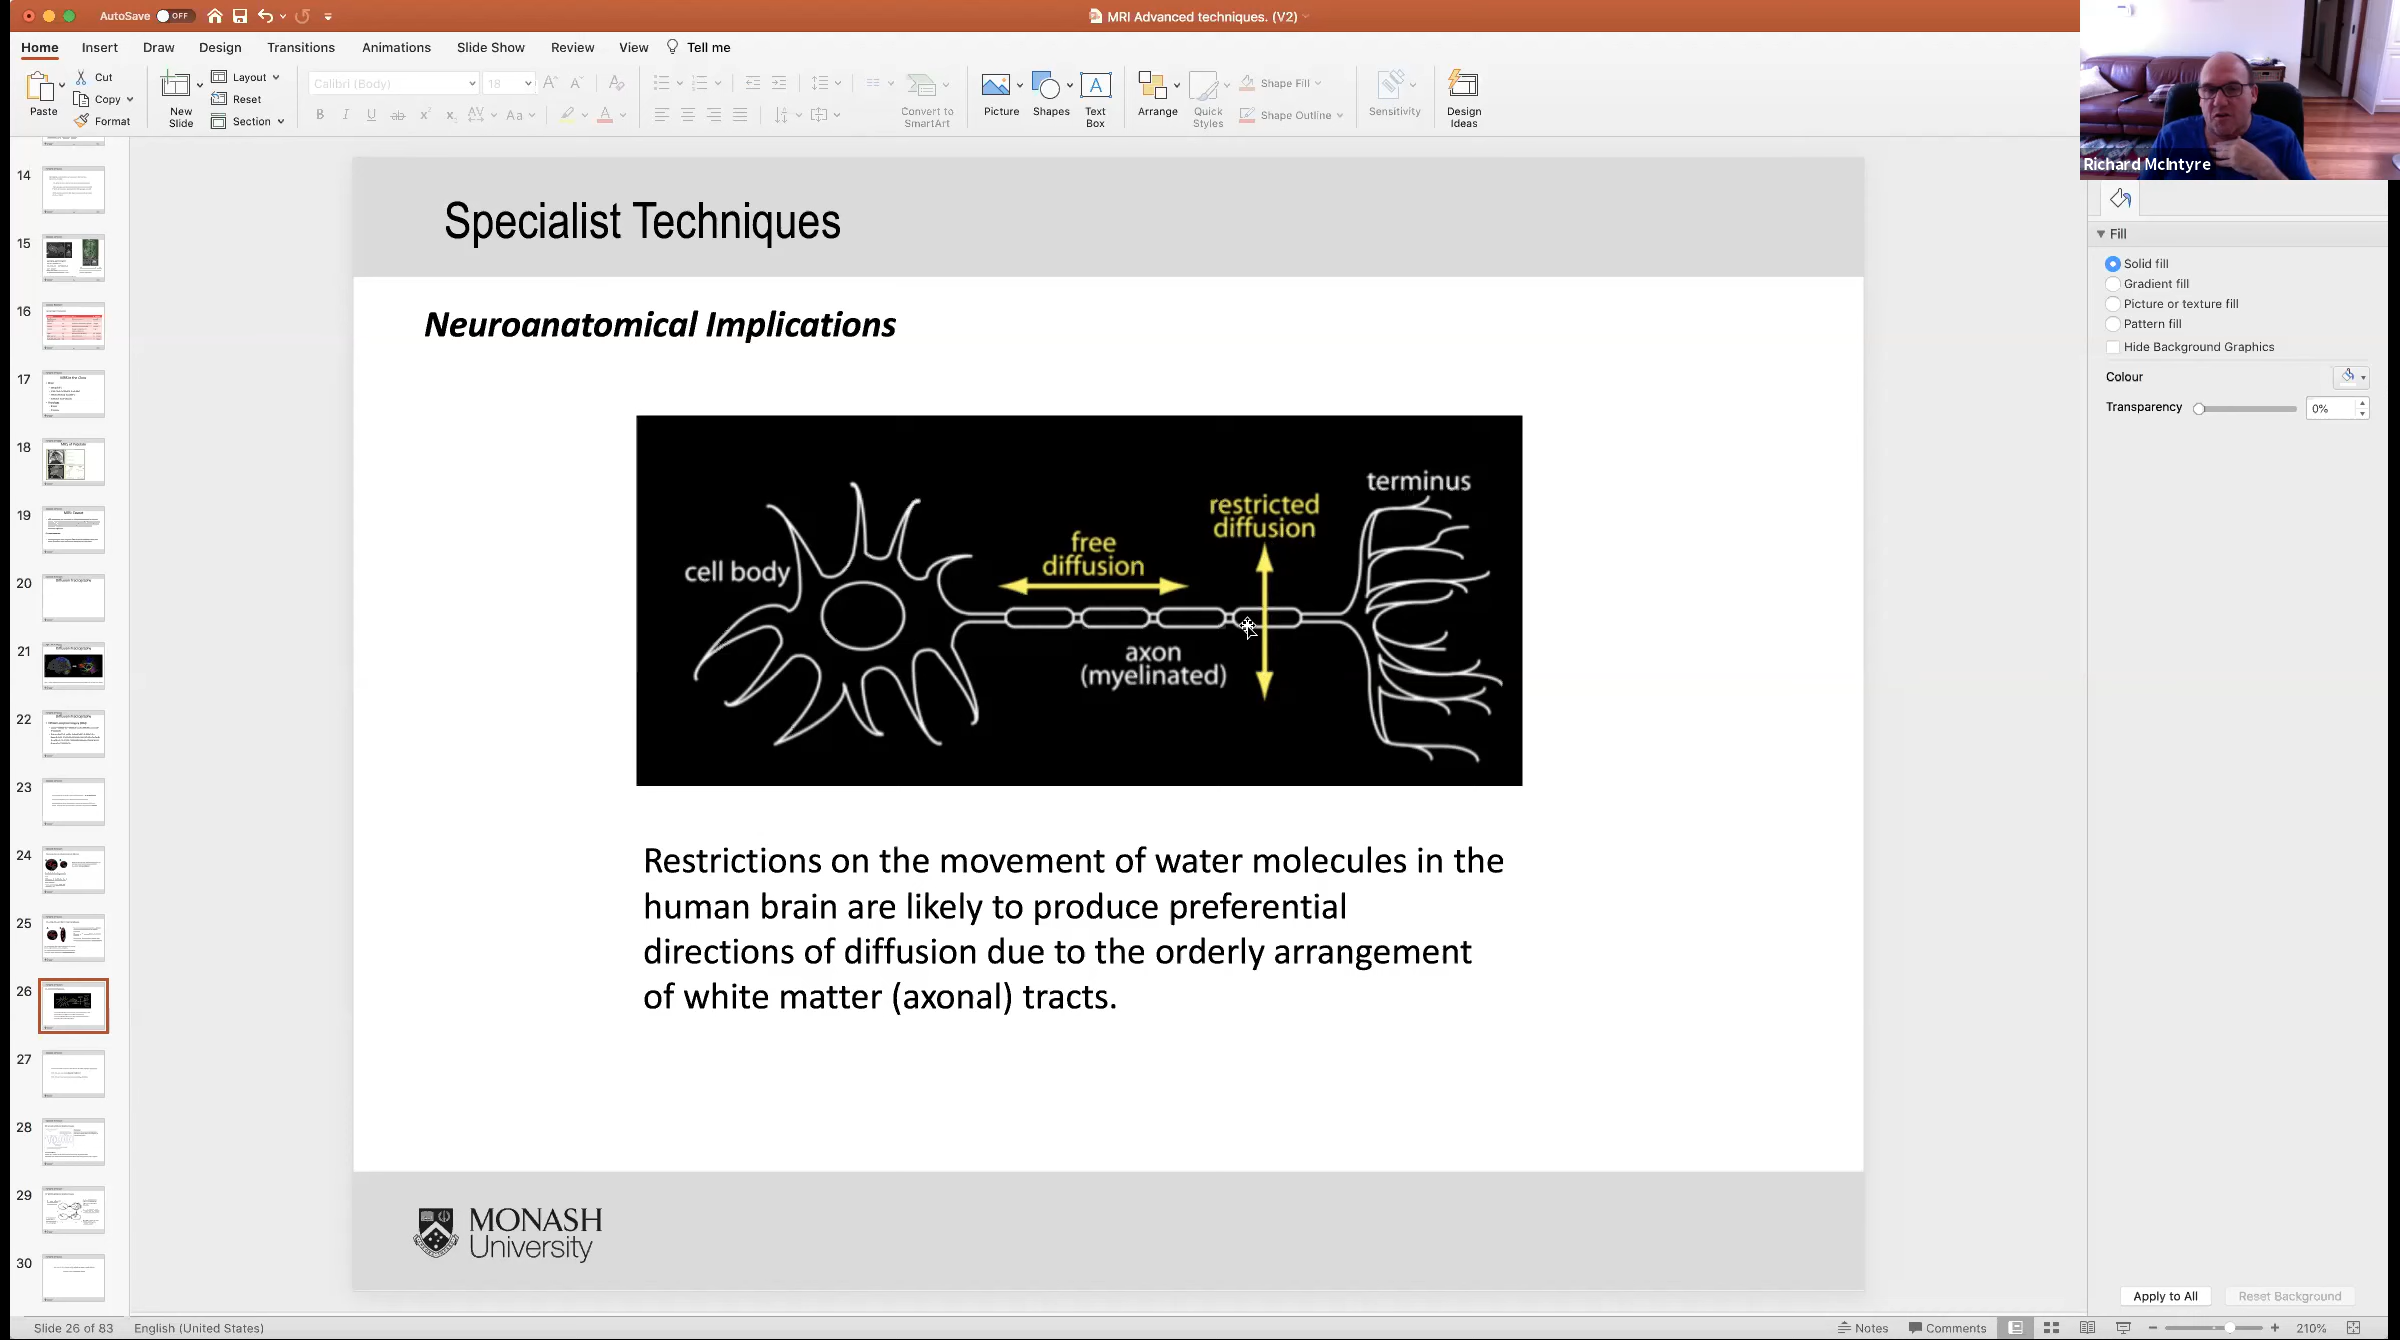 AutoSave OFF
MRI Advanced techniques. (V2)
Home Insert Draw Design Transitions Animations Slide Show Review View Tell me
Paste
Cut
Copy
Format
New Slide
Layout
Reset
Section
Calibri (Body) 18
Convert to SmartArt
Picture
Shapes
Text Box
Arrange
Quick Styles
Shape Fill
Shape Outline
Sensitivity
Design Ideas
Richard McIntyre
14
15
16
17
18
19
20
21
22
23
24
25
26
27
28
29
30
Specialist Techniques
Neuroanatomical Implications
cell body
free
diffusion
restricted
diffusion
terminus
axon
(myelinated)
Restrictions on the movement of water molecules in the
human brain are likely to produce preferential
directions of diffusion due to the orderly arrangement
of white matter (axonal) tracts.
MONASH
University
Fill
Solid fill
Gradient fill
Picture or texture fill
Pattern fill
Hide Background Graphics
Colour
Transparency 0%
Apply to All Reset Background
Slide 26 of 83 English (United States)
Notes Comments 210%